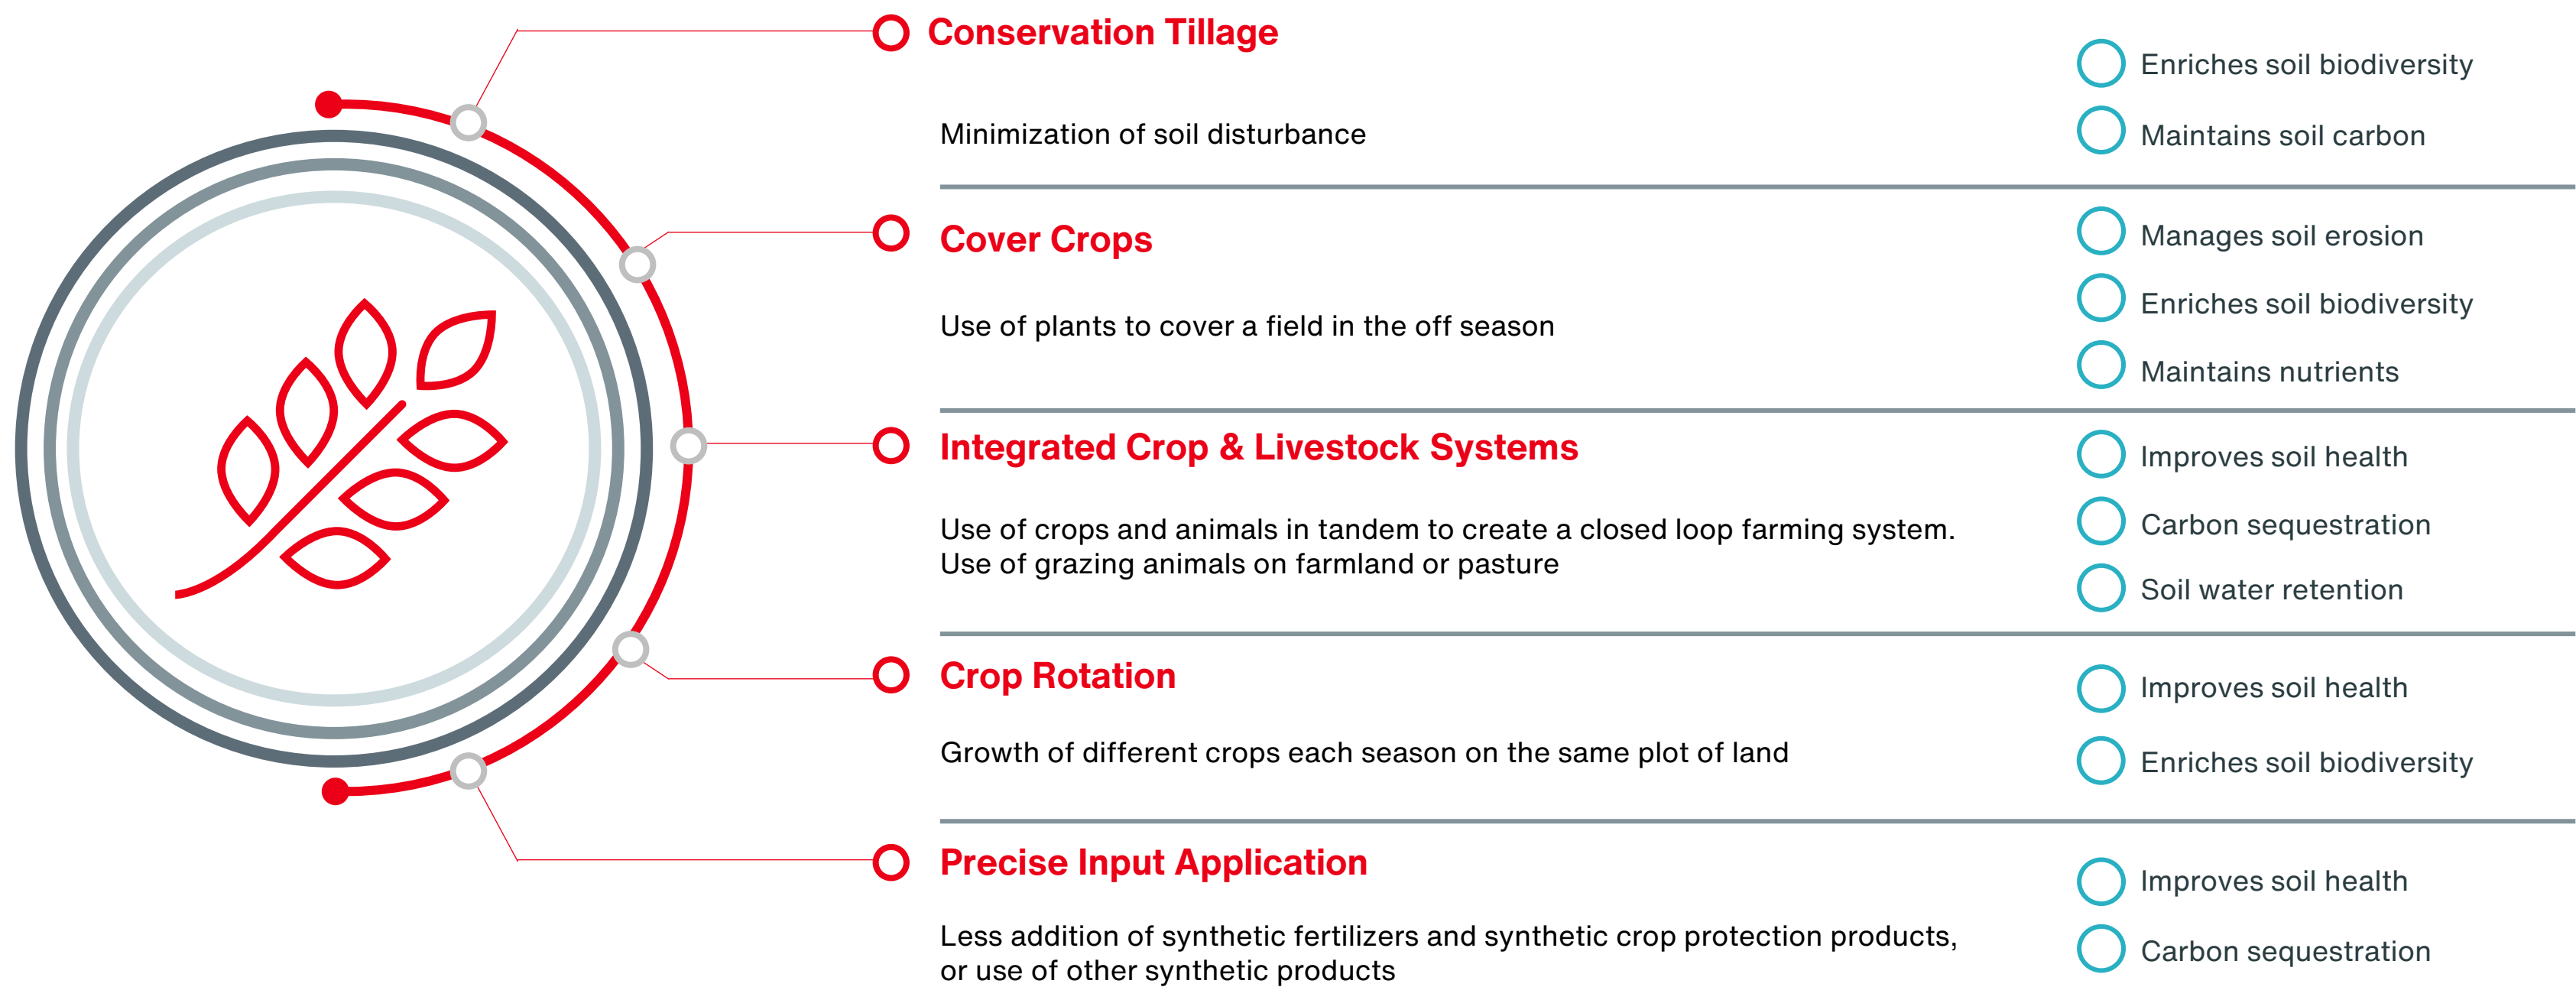 Conservation Tillage
Minimization of soil disturbance
Enriches soil biodiversity
Maintains soil carbon
Cover Crops
Use of plants to cover a field in the off season
Manages soil erosion
Enriches soil biodiversity
Maintains nutrients
Integrated Crop & Livestock Systems
Use of crops and animals in tandem to create a closed loop farming system.
Use of grazing animals on farmland or pasture
Improves soil health
Carbon sequestration
Soil water retention
Crop Rotation
Growth of different crops each season on the same plot of land
Improves soil health
Enriches soil biodiversity
Precise Input Application
Less addition of synthetic fertilizers and synthetic crop protection products,
or use of other synthetic products
Improves soil health
Carbon sequestration